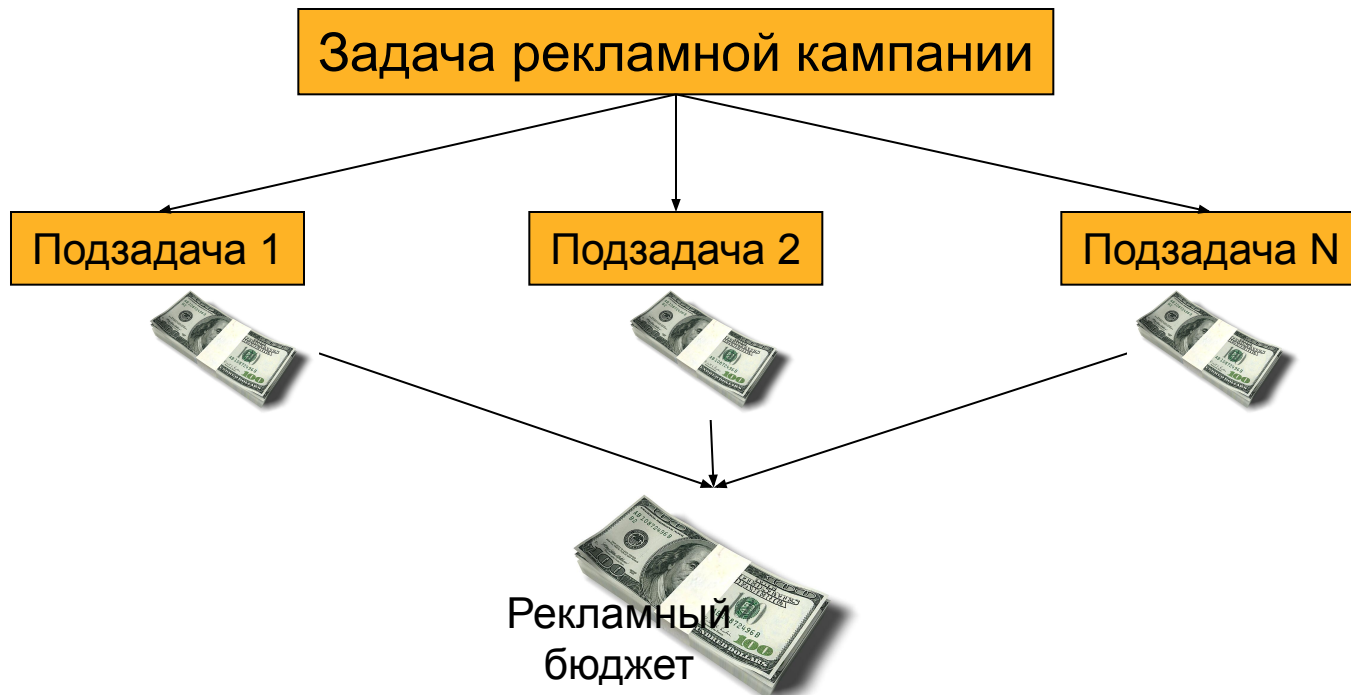 Задача рекламной кампании
Подзадача 1
Подзадача 2
Подзадача N
Рекламный
бюджет